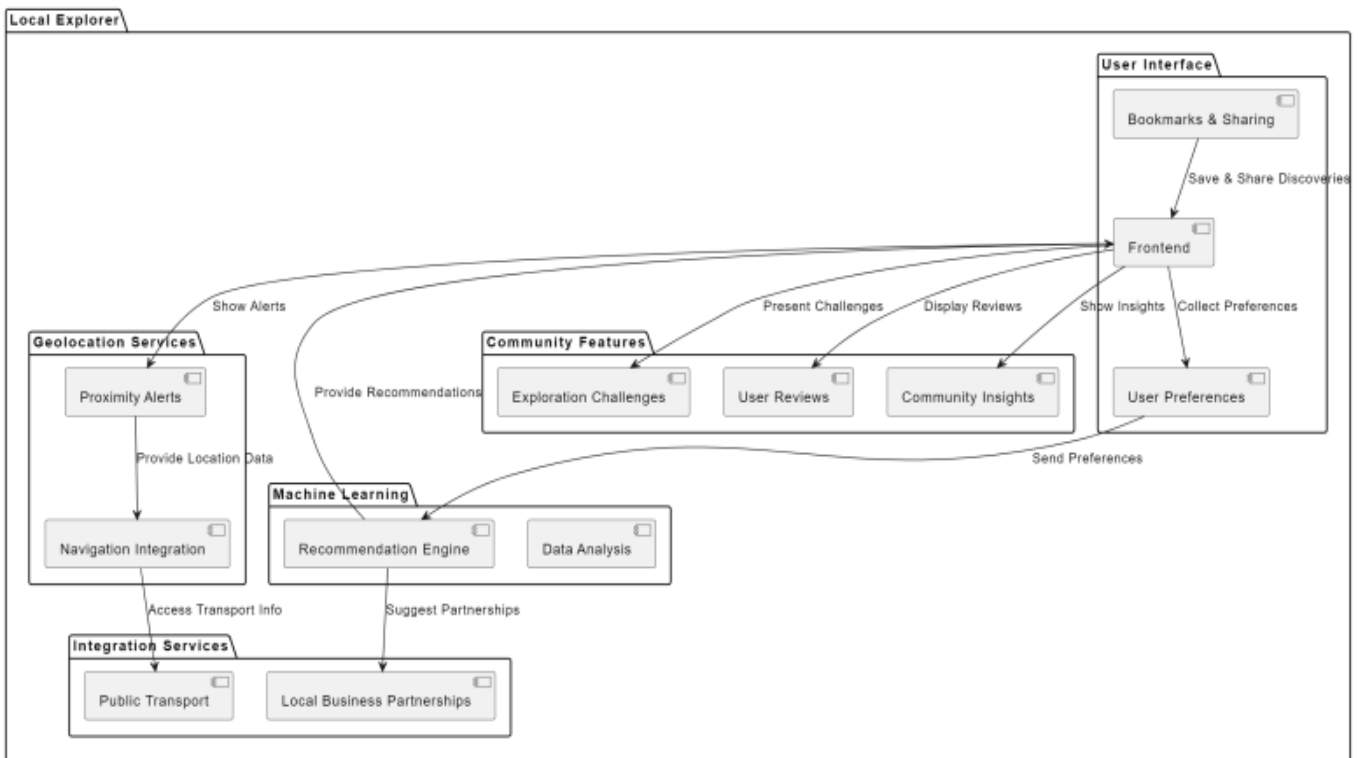 Local Explorer
User Interface
Bookmarks & Sharing
Save & Share Discoveries
Frontend
Show Alerts
Present Challenges
Display Reviews
Show Insights
Collect Preferences
Geolocation Services
Community Features
Proximity Alerts
Provide Recommendations
Exploration Challenges
User Reviews
Community Insights
User Preferences
Provide Location Data
Send Preferences
Machine Learning
Navigation Integration
Recommendation Engine
Data Analysis
Access Transport Info
Suggest Partnerships
Integration Services
Public Transport
Local Business Partnerships